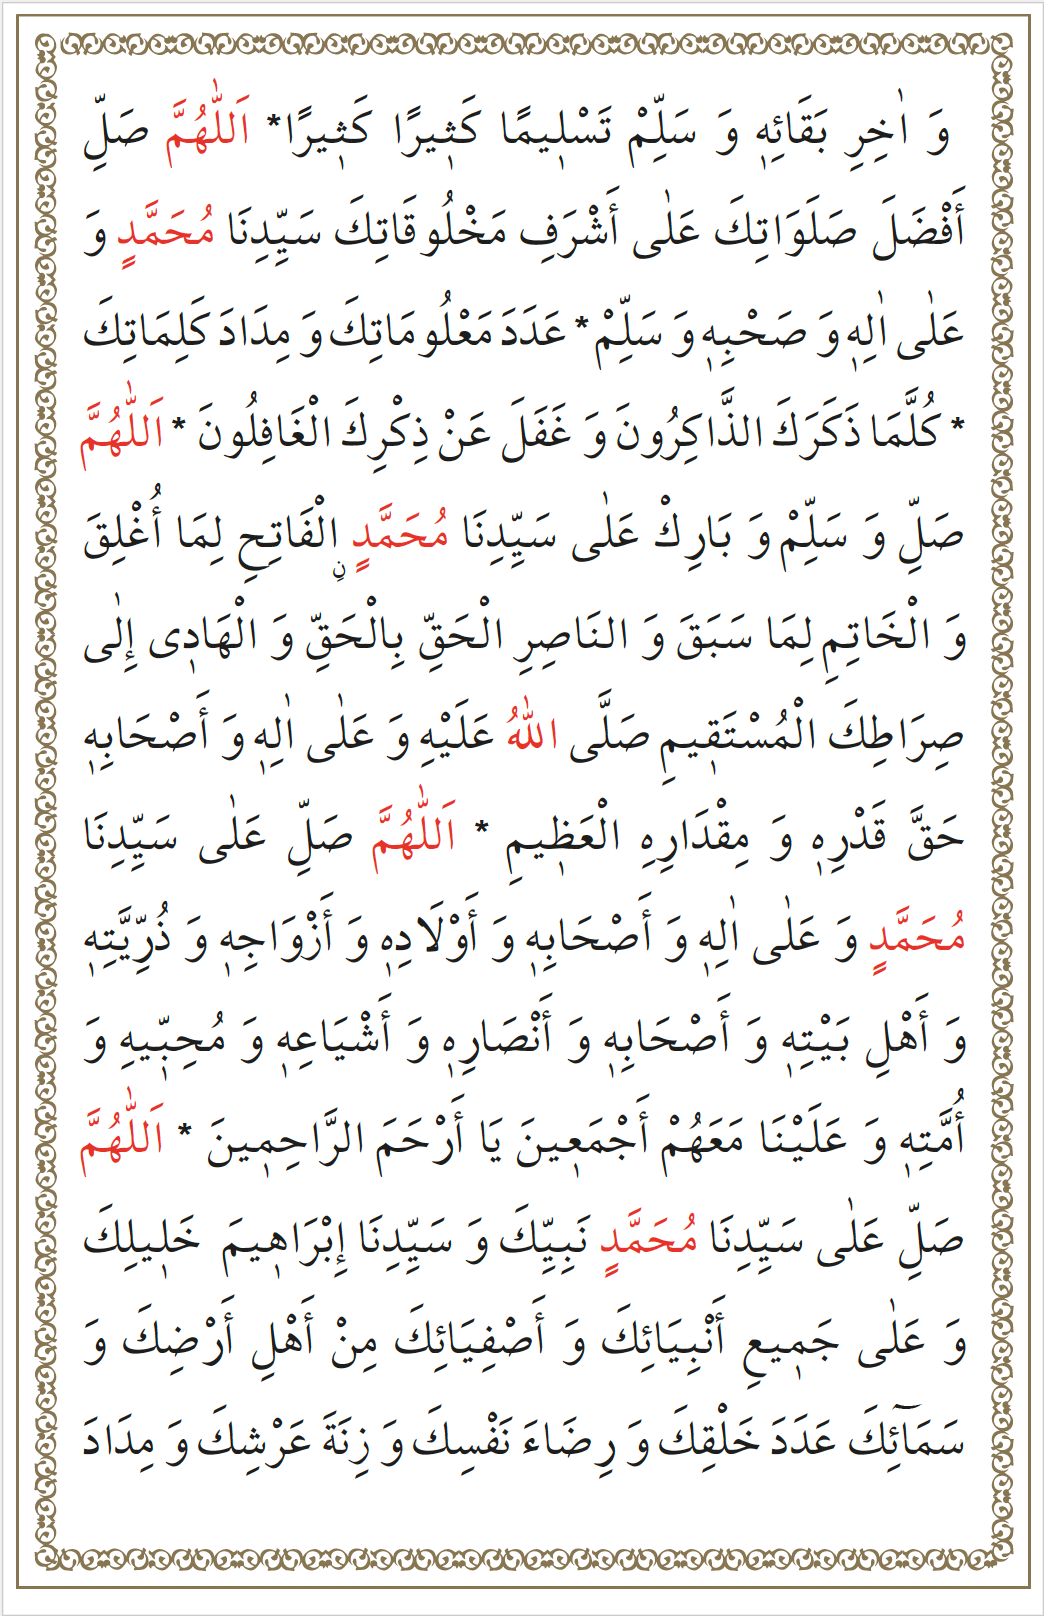 وَ اٰخِرِ بَقَائِهٖ وَ سَلِّمْ تَسْلٖيمًا كَثٖيرًا كَثٖيرًا* اَللّٰهُمَّ صَلِّ
أَفْضَلَ صَلَوَاتِكَ عَلٰى أَشْرَفِ مَخْلُوقَاتِكَ سَيِّدِنَا مُحَمَّدٍ وَ
عَلٰى اٰلِهٖ وَ صَحْبِهٖ وَ سَلِّمْ * عَدَدَ مَعْلُومَاتِكَ وَ مِدَادَ كَلِمَاتِكَ
* كُلَّمَا ذَكَرَكَ الذَّاكِرُونَ وَ غَفَلَ عَنْ ذِكْرِكَ الْغَافِلُونَ * اَللّٰهُمَّ
صَلِّ وَ سَلِّمْ وَ بَارِكْ عَلٰى سَيِّدِنَا مُحَمَّدٍ ۨالْفَاتِحِ لِمَا أُغْلِقَ
وَ الْخَاتِمِ لِمَا سَبَقَ وَ النَاصِرِ الْحَقِّ بِالْحَقِّ وَ الْهَادٖى إِلٰى
صِرَاطِكَ الْمُسْتَقٖيمِ صَلَّى اللّٰهُ عَلَيْهِ وَ عَلٰى اٰلِهٖ وَ أَصْحَابِهٖ
حَقَّ قَدْرِهٖ وَ مِقْدَارِهِ الْعَظٖيمِ * اَللّٰهُمَّ صَلِّ عَلٰى سَيِّدِنَا
مُحَمَّدٍ وَ عَلٰى اٰلِهٖ وَ أَصْحَابِهٖ وَ أَوْلَادِهٖ وَ أَزْوَاجِهٖ وَ ذُرِّيَّتِهٖ
وَ أَهْلِ بَيْتِهٖ وَ أَصْحَابِهٖ وَ أَنْصَارِهٖ وَ أَشْيَاعِهٖ وَ مُحِبّٖيهِ وَ
أُمَّتِهٖ وَ عَلَيْنَا مَعَهُمْ أَجْمَعٖينَ يَا أَرْحَمَ الرَّاحِمٖينَ * اَللّٰهُمَّ
صَلِّ عَلٰى سَيِّدِنَا مُحَمَّدٍ نَبِيِّكَ وَ سَيِّدِنَا إِبْرَاهٖيمَ خَلٖيلِكَ
وَ عَلٰى جَمٖيعِ أَنْبِيَائِكَ وَ أَصْفِيَائِكَ مِنْ أَهْلِ أَرْضِكَ وَ
سَمَآئِكَ عَدَدَ خَلْقِكَ وَ رِضَاءَ نَفْسِكَ وَ زِنَةَ عَرْشِكَ وَ مِدَادَ